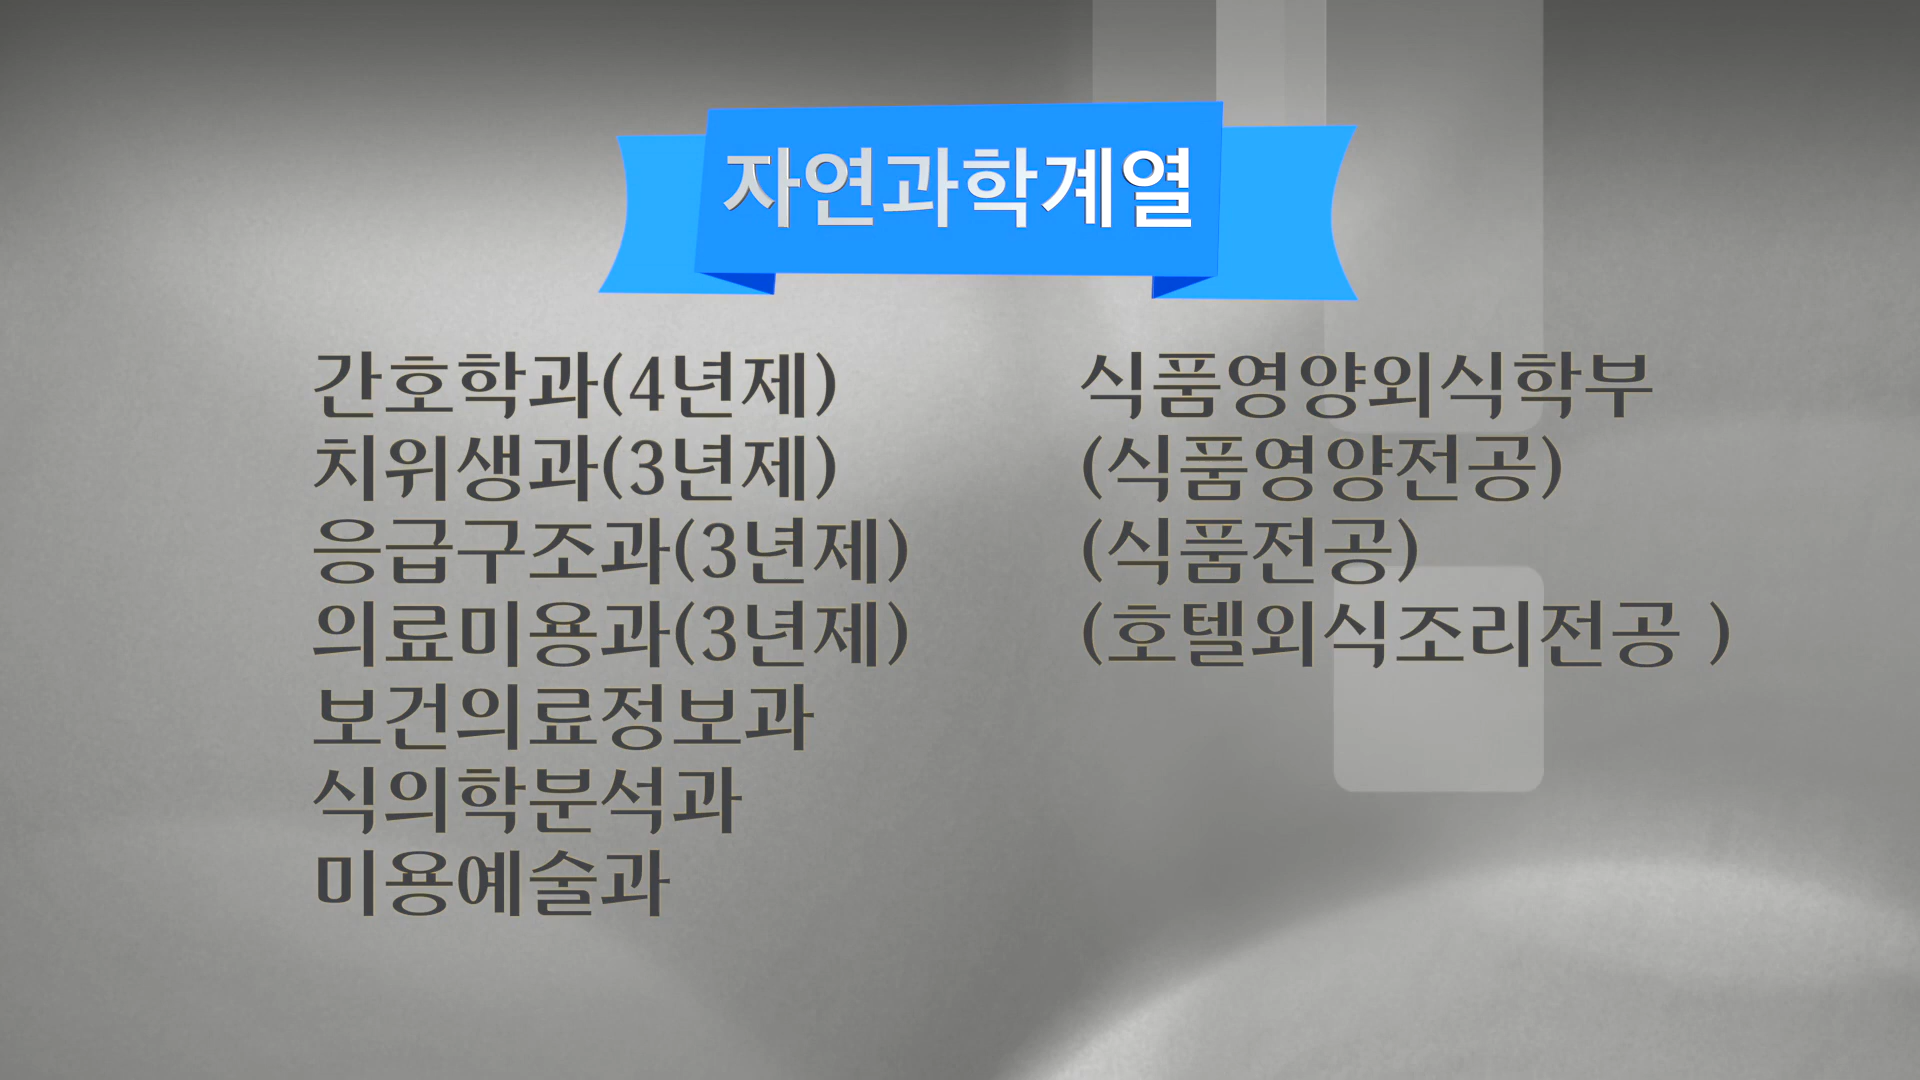 자연과학계열
간호학과(4년제)
치위생과(3년제)
응급구조과(3년제)
의료미용과(3년제)
보건의료정보과
식의학분석과
미용예술과
식품영양외식학부
(식품영양전공)
(식품전공)
(호텔외식조리전공 )